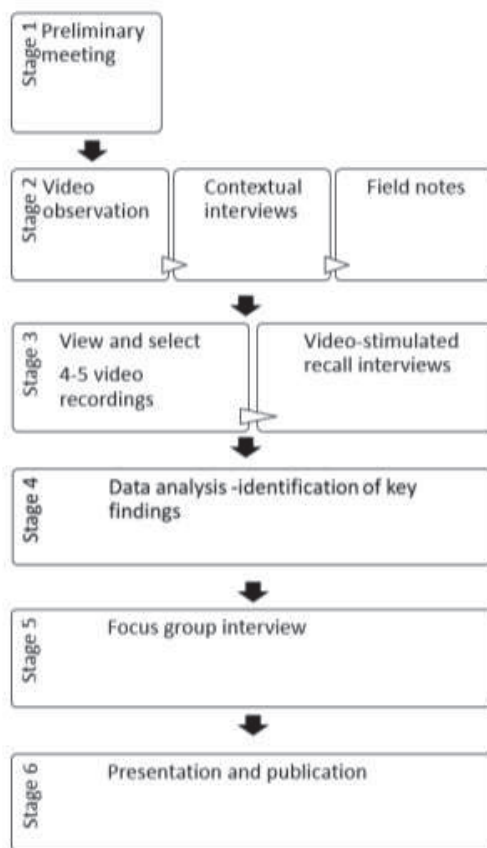 Stage 1
Preliminary
meeting
Stage 2
Video
observation
Contextual
interviews
Field notes
Stage 3
View and select
4-5 video
recordings
Video-stimulated
recall interviews
Stage 4
Data analysis -identification of key
findings
Stage 5
Focus group interview
Stage 6
Presentation and publication